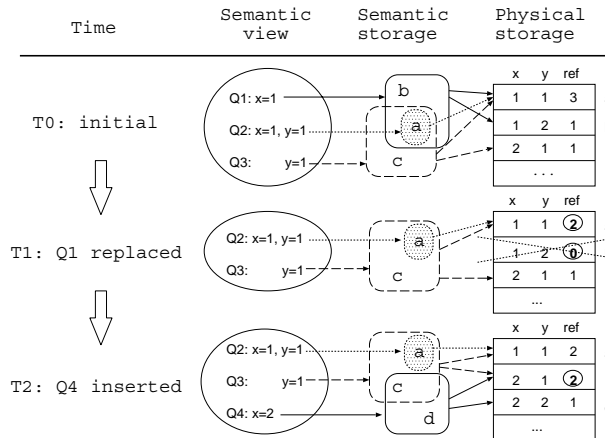 Time Semantic view Semantic storage Physical storage
x y ref
T0: initial
Q1: x=1 b 1 1 3
Q2: x=1, y=1 a 1 2 1
Q3: y=1 c 2 1 1
...
x y ref
T1: Q1 replaced
Q2: x=1, y=1 a 1 1 2
Q3: y=1 c 1 2 0
2 1 1
...
x y ref
T2: Q4 inserted
Q2: x=1, y=1 a 1 1 2
Q3: y=1 c 2 1 2
Q4: x=2 d 2 2 1
...